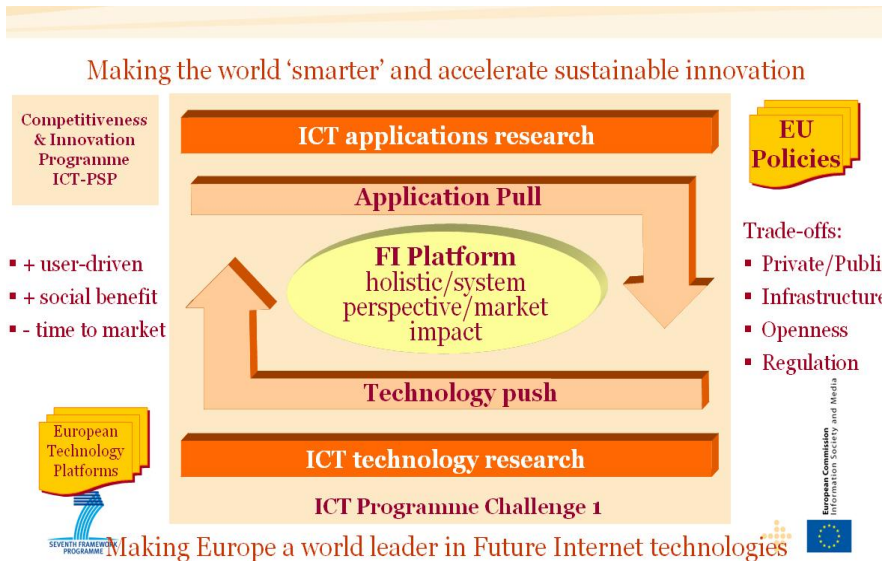 Making the world ‘smarter’ and accelerate sustainable innovation
Competitiveness
& Innovation
Programme
ICT-PSP
ICT applications research
EU
Policies
Application Pull
FI Platform
holistic/system
perspective/market
impact
▪ + user-driven
▪ + social benefit
▪ - time to market
Trade-offs:
▪ Private/Publi
▪ Infrastructure
▪ Openness
▪ Regulation
Technology push
European
Technology
Platforms
ICT technology research
ICT Programme Challenge 1
European Commission
Information Society and Media
SEVENTH FRAMEWORK
PROGRAMME
Making Europe a world leader in Future Internet technologies